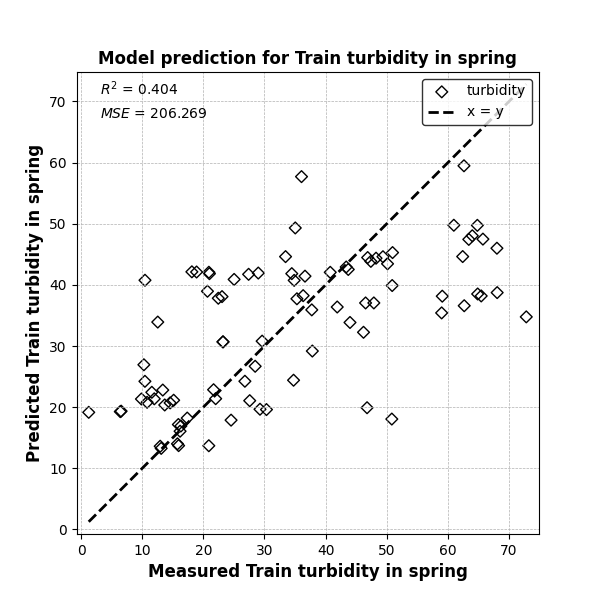 Model prediction for Train turbidity in spring
R² = 0.404
MSE = 206.269
turbidity
x = y
Predicted Train turbidity in spring
70
60
50
40
30
20
10
0
0 10 20 30 40 50 60 70
Measured Train turbidity in spring